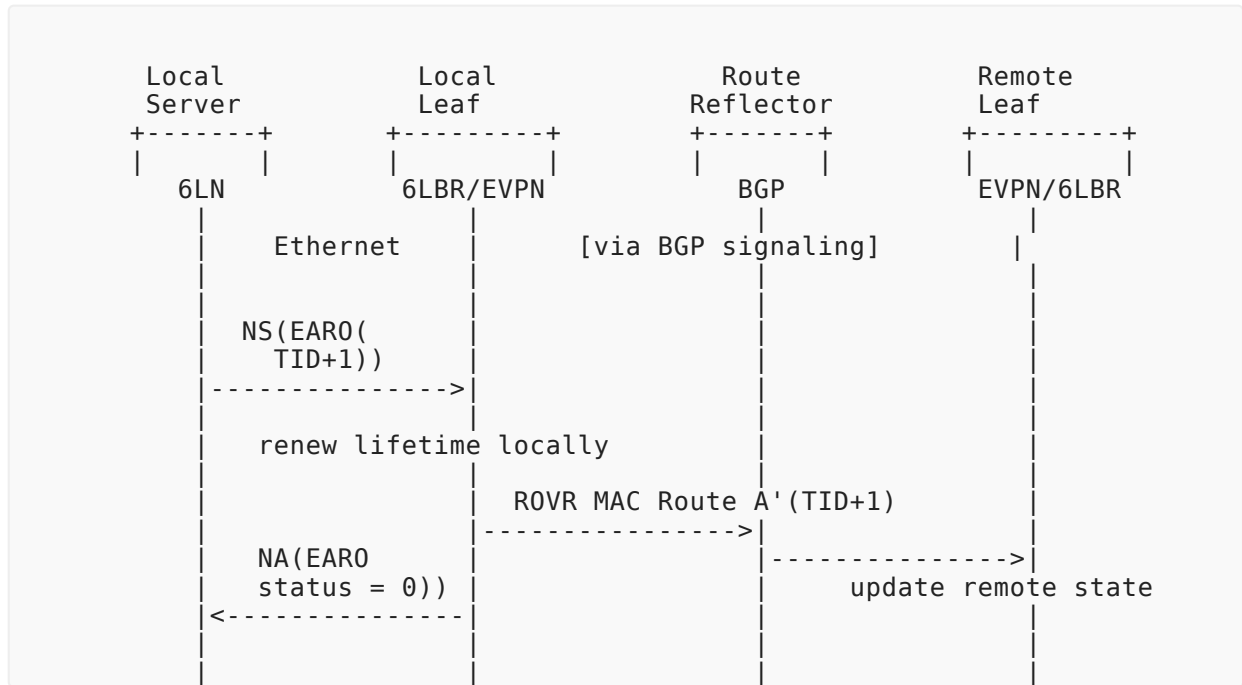 Local Local Route Remote
Server Leaf Reflector Leaf
+-------+ +---------+ +-------+ +---------+
| | | | | | | |
6LN 6LBR/EVPN BGP EVPN/6LBR
| | | |
| Ethernet | [via BGP signaling] |
| | | |
| | | |
| NS(EARO( | | |
| TID+1)) | | |
|--------------->| | |
| | | |
| renew lifetime locally | |
| | | |
| | ROVR MAC Route A'(TID+1) |
| |---------------->| |
| NA(EARO | |--------------->|
| status = 0)) | | update remote state
|<---------------| | |
| | | |
| | | |